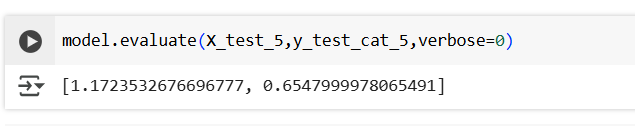 model.evaluate(X_test_5,y_test_cat_5,verbose=0)
[1.1723532676696777, 0.6547999978065491]